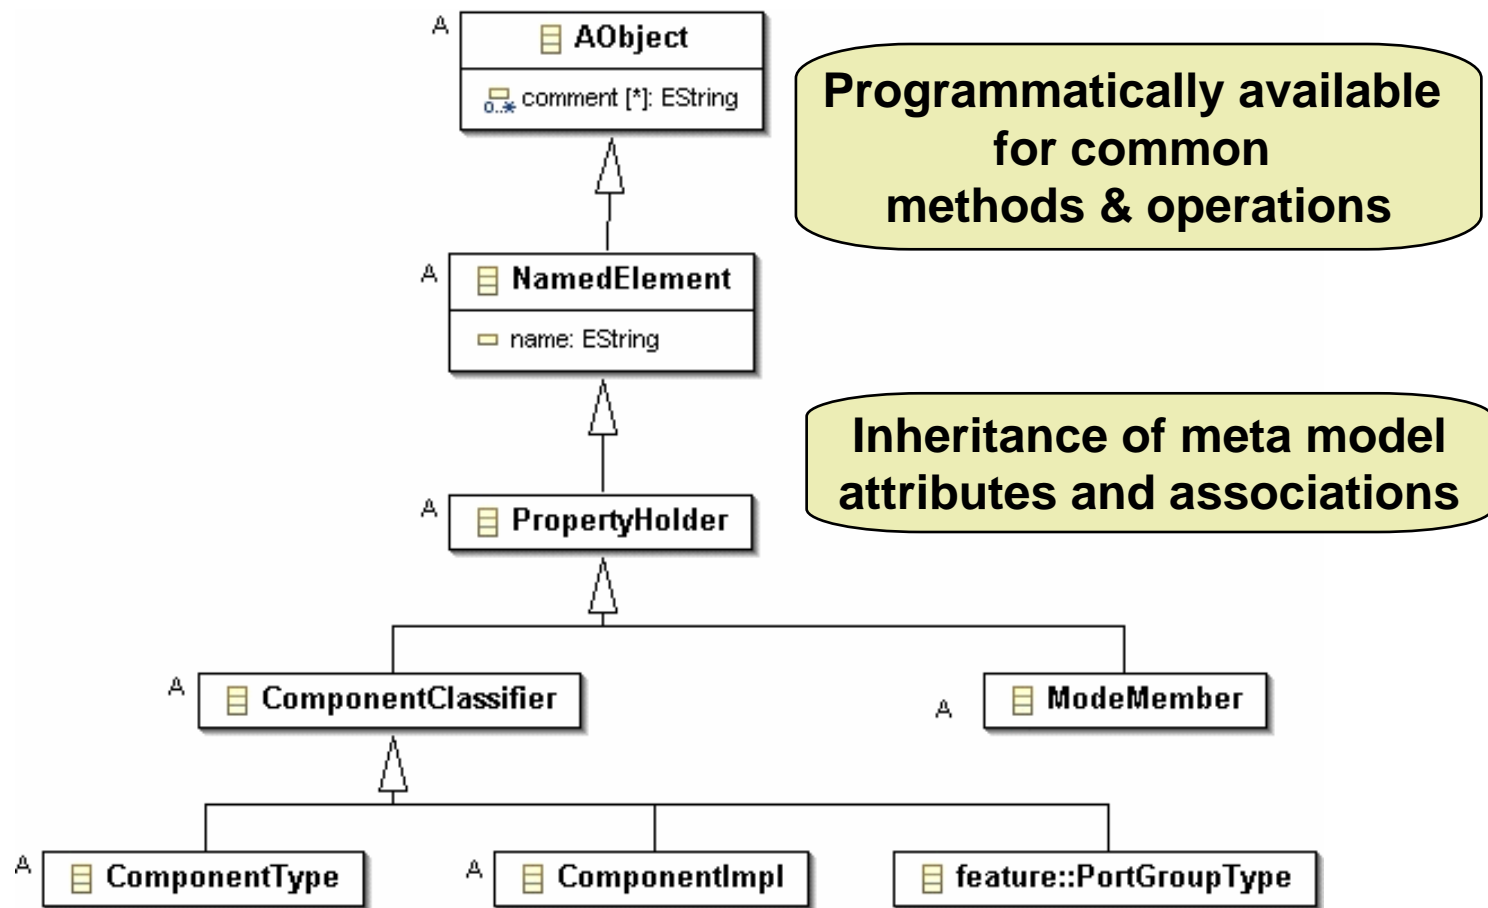 A
AObject
0..*
comment [*]: EString
Programmatically available
for common
methods & operations
A
NamedElement
name: EString
Inheritance of meta model
attributes and associations
A
PropertyHolder
A
ComponentClassifier
A
ModeMember
A
ComponentType
A
ComponentImpl
feature::PortGroupType